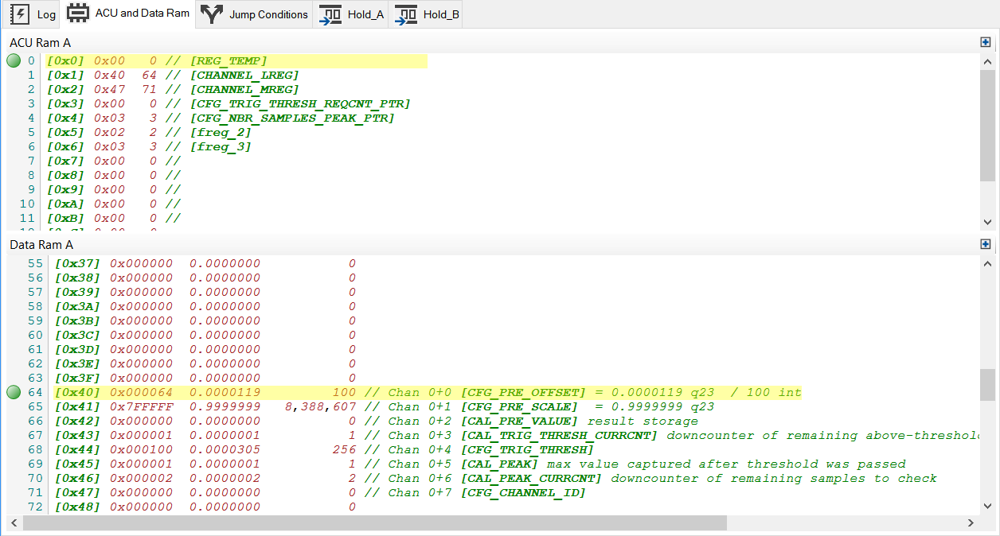 Log ACU and Data Ram Jump Conditions Hold_A Hold_B
ACU Ram A
0 [0x0] 0x00 0 // [REG_TEMP]
1 [0x1] 0x40 64 // [CHANNEL_LREG]
2 [0x2] 0x47 71 // [CHANNEL_MREG]
3 [0x3] 0x00 0 // [CFG_TRIG_THRESH_REQCNT_PTR]
4 [0x4] 0x03 3 // [CFG_NBR_SAMPLES_PEAK_PTR]
5 [0x5] 0x02 2 // [freg_2]
6 [0x6] 0x03 3 // [freg_3]
7 [0x7] 0x00 0 //
8 [0x8] 0x00 0 //
9 [0x9] 0x00 0 //
10 [0xA] 0x00 0 //
11 [0xB] 0x00 0 //
Data Ram A
55 [0x37] 0x000000 0.0000000 0
56 [0x38] 0x000000 0.0000000 0
57 [0x39] 0x000000 0.0000000 0
58 [0x3A] 0x000000 0.0000000 0
59 [0x3B] 0x000000 0.0000000 0
60 [0x3C] 0x000000 0.0000000 0
61 [0x3D] 0x000000 0.0000000 0
62 [0x3E] 0x000000 0.0000000 0
63 [0x3F] 0x000000 0.0000000 0
64 [0x40] 0x000064 0.0000119 100 // Chan 0+0 [CFG_PRE_OFFSET] = 0.0000119 q23 / 100 int
65 [0x41] 0x7FFFFF 0.9999999 8,388,607 // Chan 0+1 [CFG_PRE_SCALE] = 0.9999999 q23
66 [0x42] 0x000000 0.0000000 0 // Chan 0+2 [CAL_PRE_VALUE] result storage
67 [0x43] 0x000001 0.0000001 1 // Chan 0+3 [CAL_TRIG_THRESH_CURRCNT] downcounter of remaining above-threshol
68 [0x44] 0x000100 0.0000305 256 // Chan 0+4 [CFG_TRIG_THRESH]
69 [0x45] 0x000001 0.0000001 1 // Chan 0+5 [CAL_PEAK] max value captured after threshold was passed
70 [0x46] 0x000002 0.0000002 2 // Chan 0+6 [CAL_PEAK_CURRCNT] downcounter of remaining samples to check
71 [0x47] 0x000000 0.0000000 0 // Chan 0+7 [CFG_CHANNEL_ID]
72 [0x48] 0x000000 0.0000000 0